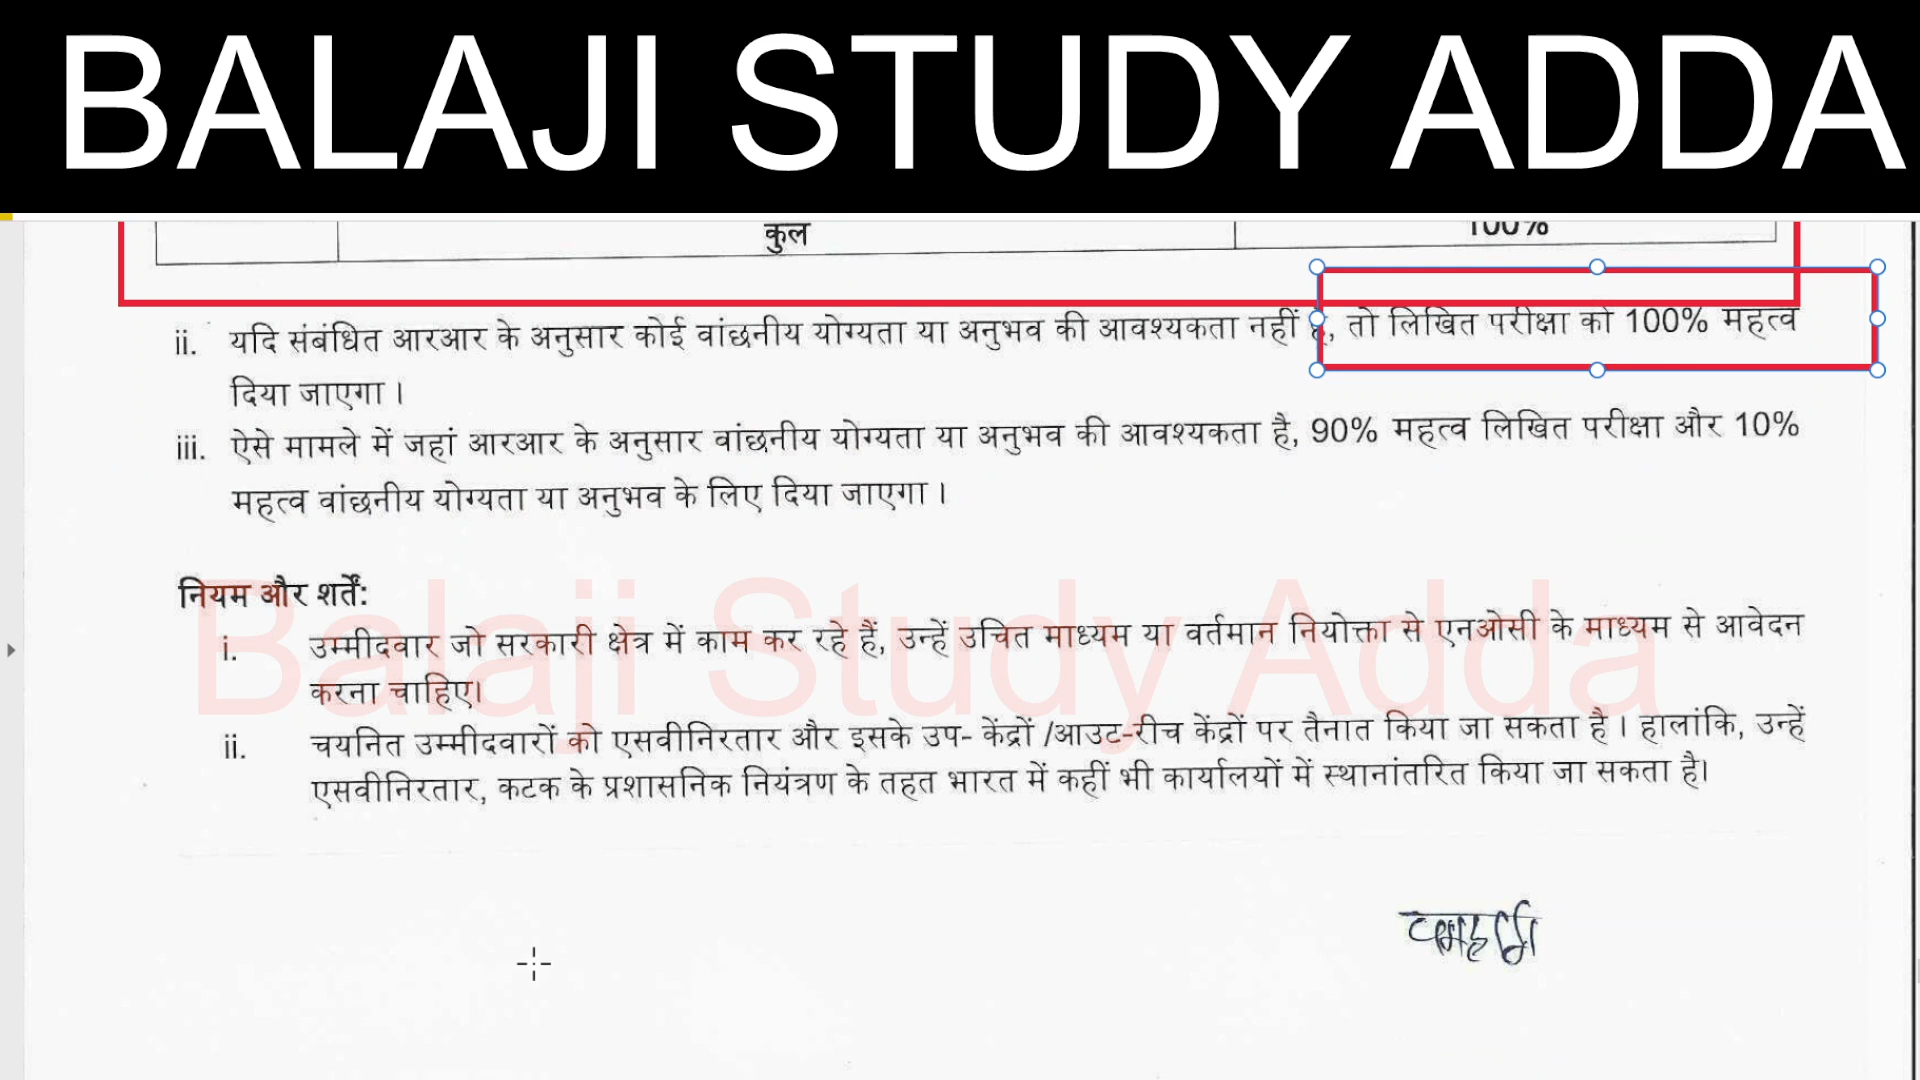 BALAJI STUDY ADDA
कुल 100%
ii. यदि संबंधित आरआर के अनुसार कोई वांछनीय योग्यता या अनुभव की आवश्यकता नहीं है, तो लिखित परीक्षा को 100% महत्व
दिया जाएगा ।
iii. ऐसे मामले में जहां आरआर के अनुसार वांछनीय योग्यता या अनुभव की आवश्यकता है, 90% महत्व लिखित परीक्षा और 10%
महत्व वांछनीय योग्यता या अनुभव के लिए दिया जाएगा ।
नियम और शर्तें:
i. उम्मीदवार जो सरकारी क्षेत्र में काम कर रहे हैं, उन्हें उचित माध्यम या वर्तमान नियोक्ता से एनओसी के माध्यम से आवेदन
करना चाहिए।
Balaji Study Adda
ii. चयनित उम्मीदवारों को एसवीनिरतार और इसके उप- केंद्रों /आउट-रीच केंद्रों पर तैनात किया जा सकता है । हालांकि, उन्हें
एसवीनिरतार, कटक के प्रशासनिक नियंत्रण के तहत भारत में कहीं भी कार्यालयों में स्थानांतरित किया जा सकता है।